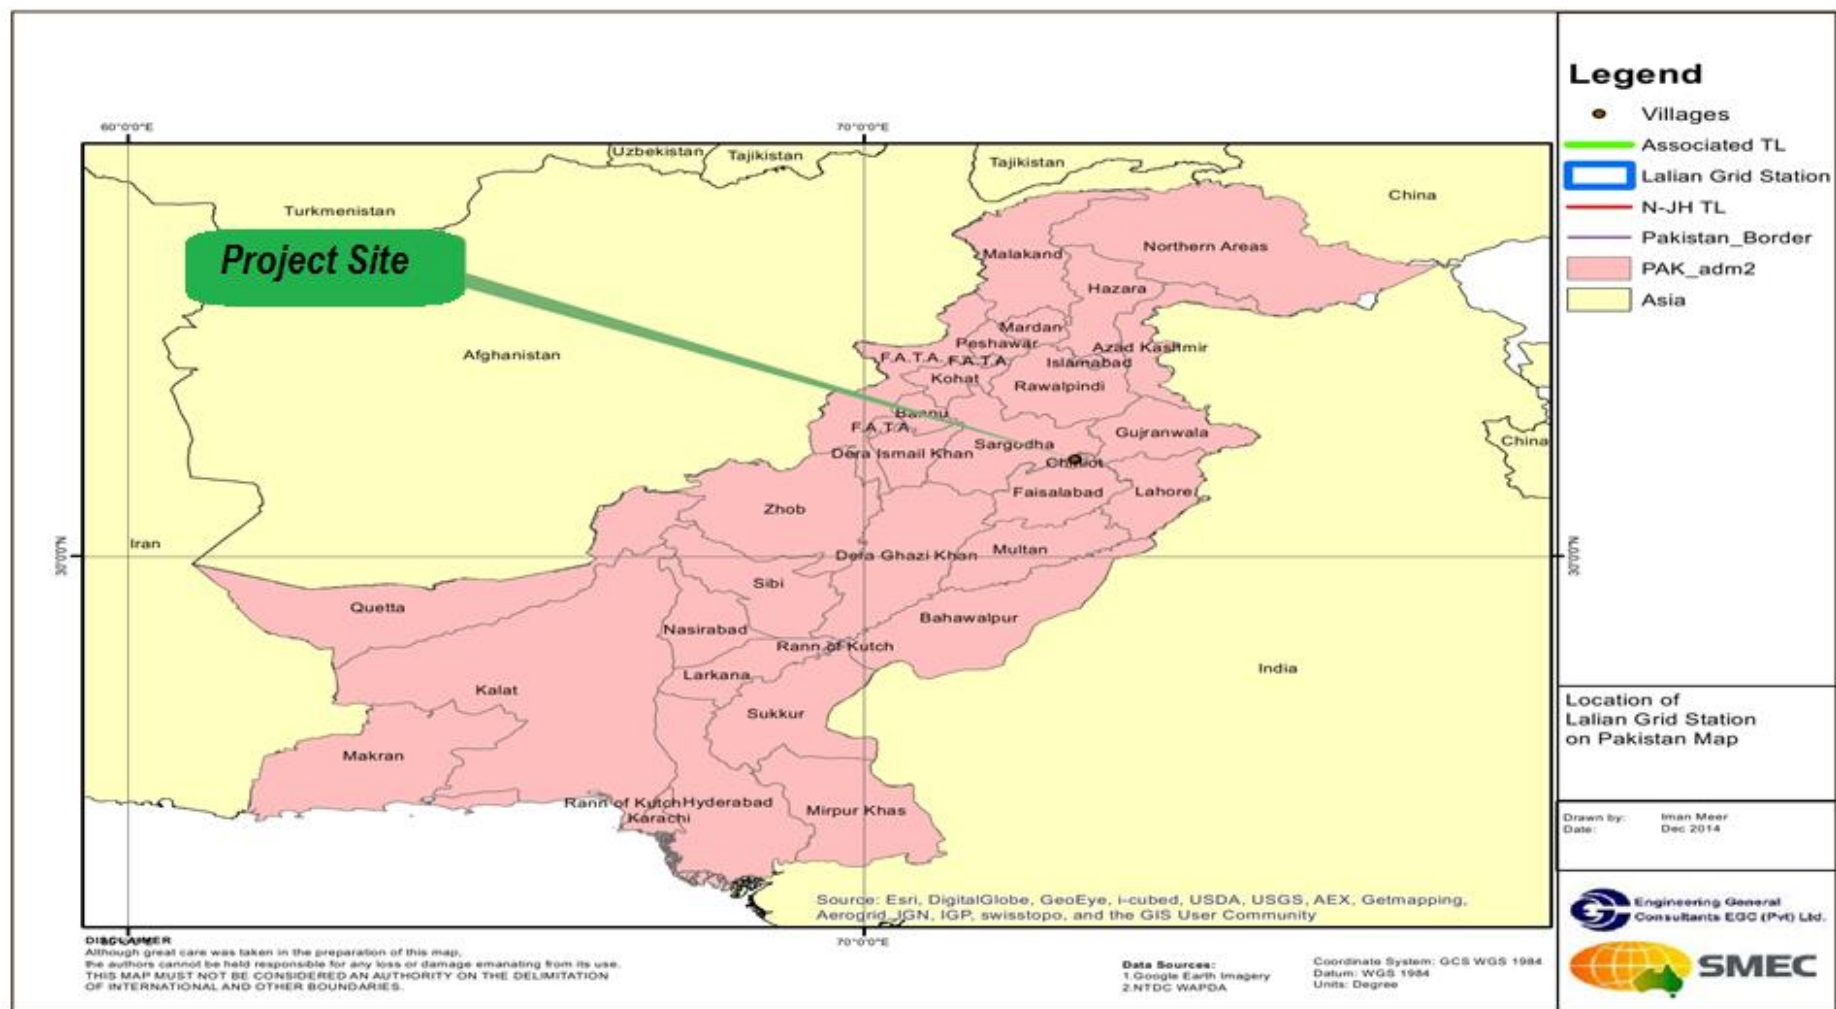 60°0'0"E
70°0'0"E
Uzbekistan
Tajikistan
Tajikistan
China
Turkmenistan
Project Site
Northern Areas
Malakand
Hazara
Mardan
Peshawar
Azad Kashmir
Afghanistan
F.A.T.A.
F.A.T.A.
Islamabad
Kohat
Rawalpindi
Bannu
F.A.T.A.
Gujranwala
Sargodha
China
Dera Ismail Khan
Chiniot
Faisalabad
Lahore
Zhob
Iran
30°0'0"N
Dera Ghazi Khan
Multan
30°0'0"N
Sibi
Quetta
Bahawalpur
Nasirabad
Rann of Kutch
India
Larkana
Kalat
Sukkur
Makran
Rann of Kutch
Hyderabad
Mirpur Khas
Karachi
Source: Esri, DigitalGlobe, GeoEye, i-cubed, USDA, USGS, AEX, Getmapping,
Aerogrid, IGN, IGP, swisstopo, and the GIS User Community
70°0'0"E
DISCLAIMER
Although great care was taken in the preparation of this map,
the authors cannot be held responsible for any loss or damage emanating from its use.
THIS MAP MUST NOT BE CONSIDERED AN AUTHORITY ON THE DELIMITATION
OF INTERNATIONAL AND OTHER BOUNDARIES.
Data Sources:
1.Google Earth Imagery
2.NTDC WAPDA
Coordinate System: GCS WGS 1984
Datum: WGS 1984
Units: Degree
Legend
Villages
Associated TL
Lalian Grid Station
N-JH TL
Pakistan_Border
PAK_adm2
Asia
Location of
Lalian Grid Station
on Pakistan Map
Drawn by: Iman Meer
Date: Dec 2014
Engineering General
Consultants EGC (Pvt) Ltd.
SMEC